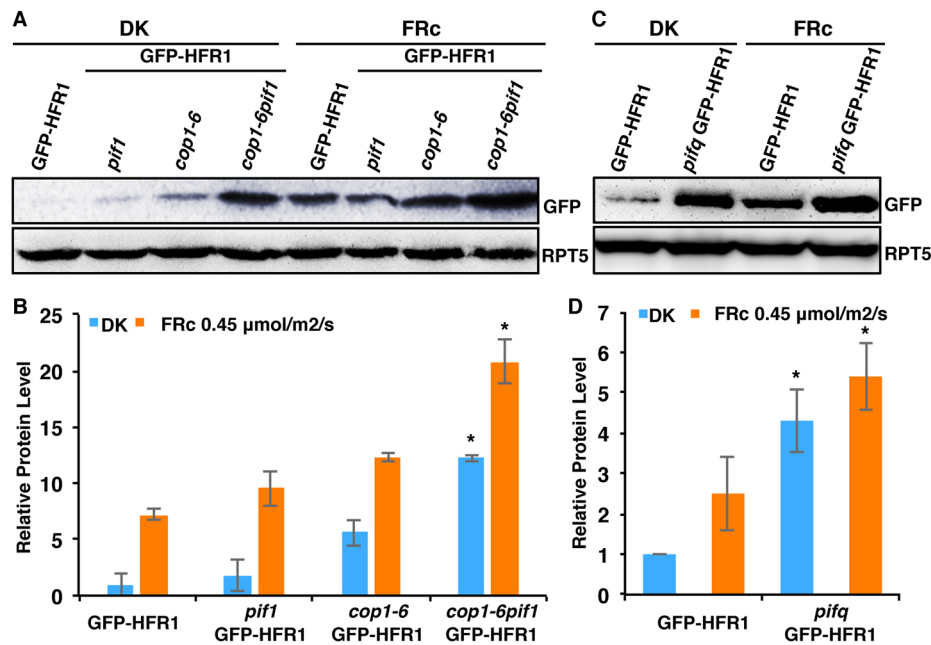 A
DK
FRc
GFP-HFR1
GFP-HFR1
GFP-HFR1
pif1
cop1-6
cop1-6pif1
GFP-HFR1
pif1
cop1-6
cop1-6pif1
GFP
RPT5
C
DK
FRc
GFP-HFR1
pifq GFP-HFR1
GFP-HFR1
pifq GFP-HFR1
GFP
RPT5
B
DK
FRc 0.45 µmol/m2/s
Relative Protein Level
25
20
15
10
5
0
*
*
GFP-HFR1
pif1
GFP-HFR1
cop1-6
GFP-HFR1
cop1-6pif1
GFP-HFR1
D
DK
FRc 0.45 µmol/m2/s
Relative Protein Level
7
6
5
4
3
2
1
0
*
*
GFP-HFR1
pifq
GFP-HFR1